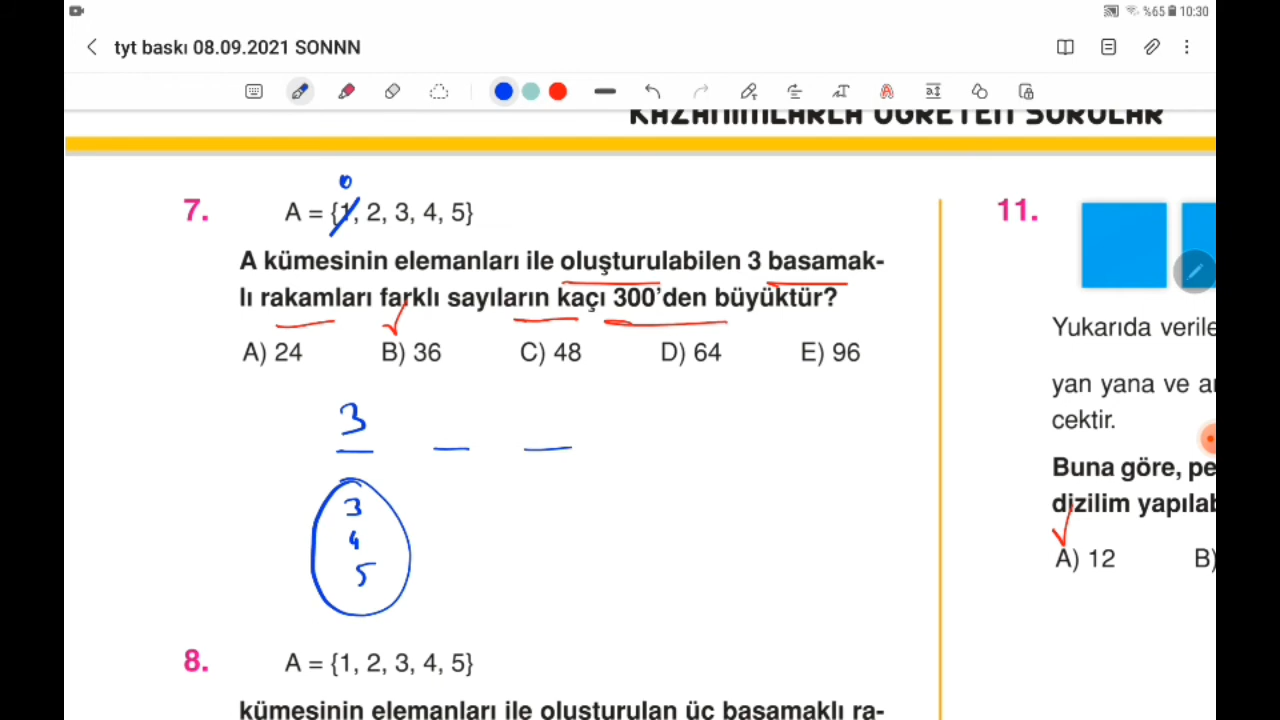 %65 10:30
tyt baskı 08.09.2021 SONNN
KAZANIMLARLA ÖĞRETEN SORULAR
0
7. A = {1, 2, 3, 4, 5}
A kümesinin elemanları ile oluşturulabilen 3 basamak-
lı rakamları farklı sayıların kaçı 300'den büyüktür?
A) 24 B) 36 C) 48 D) 64 E) 96
3
3
4
5
8. A = {1, 2, 3, 4, 5}
kümesinin elemanları ile oluşturulan üç basamaklı ra-
11.
Yukarıda verile
yan yana ve a
cektir.
Buna göre, pe
dizilim yapılab
A) 12 B)